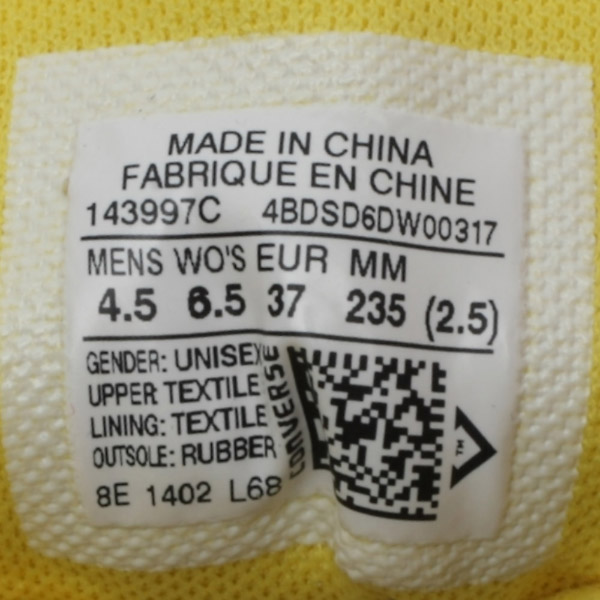 MADE IN CHINA
FABRIQUE EN CHINE
143997C 4BDSD6DW00317
MENS WO'S EUR MM
4.5 6.5 37 235 (2.5)
GENDER: UNISEX
UPPER TEXTILE
LINING: TEXTILE
OUTSOLE: RUBBER
8E 1402 L68
CONVERSE
TM